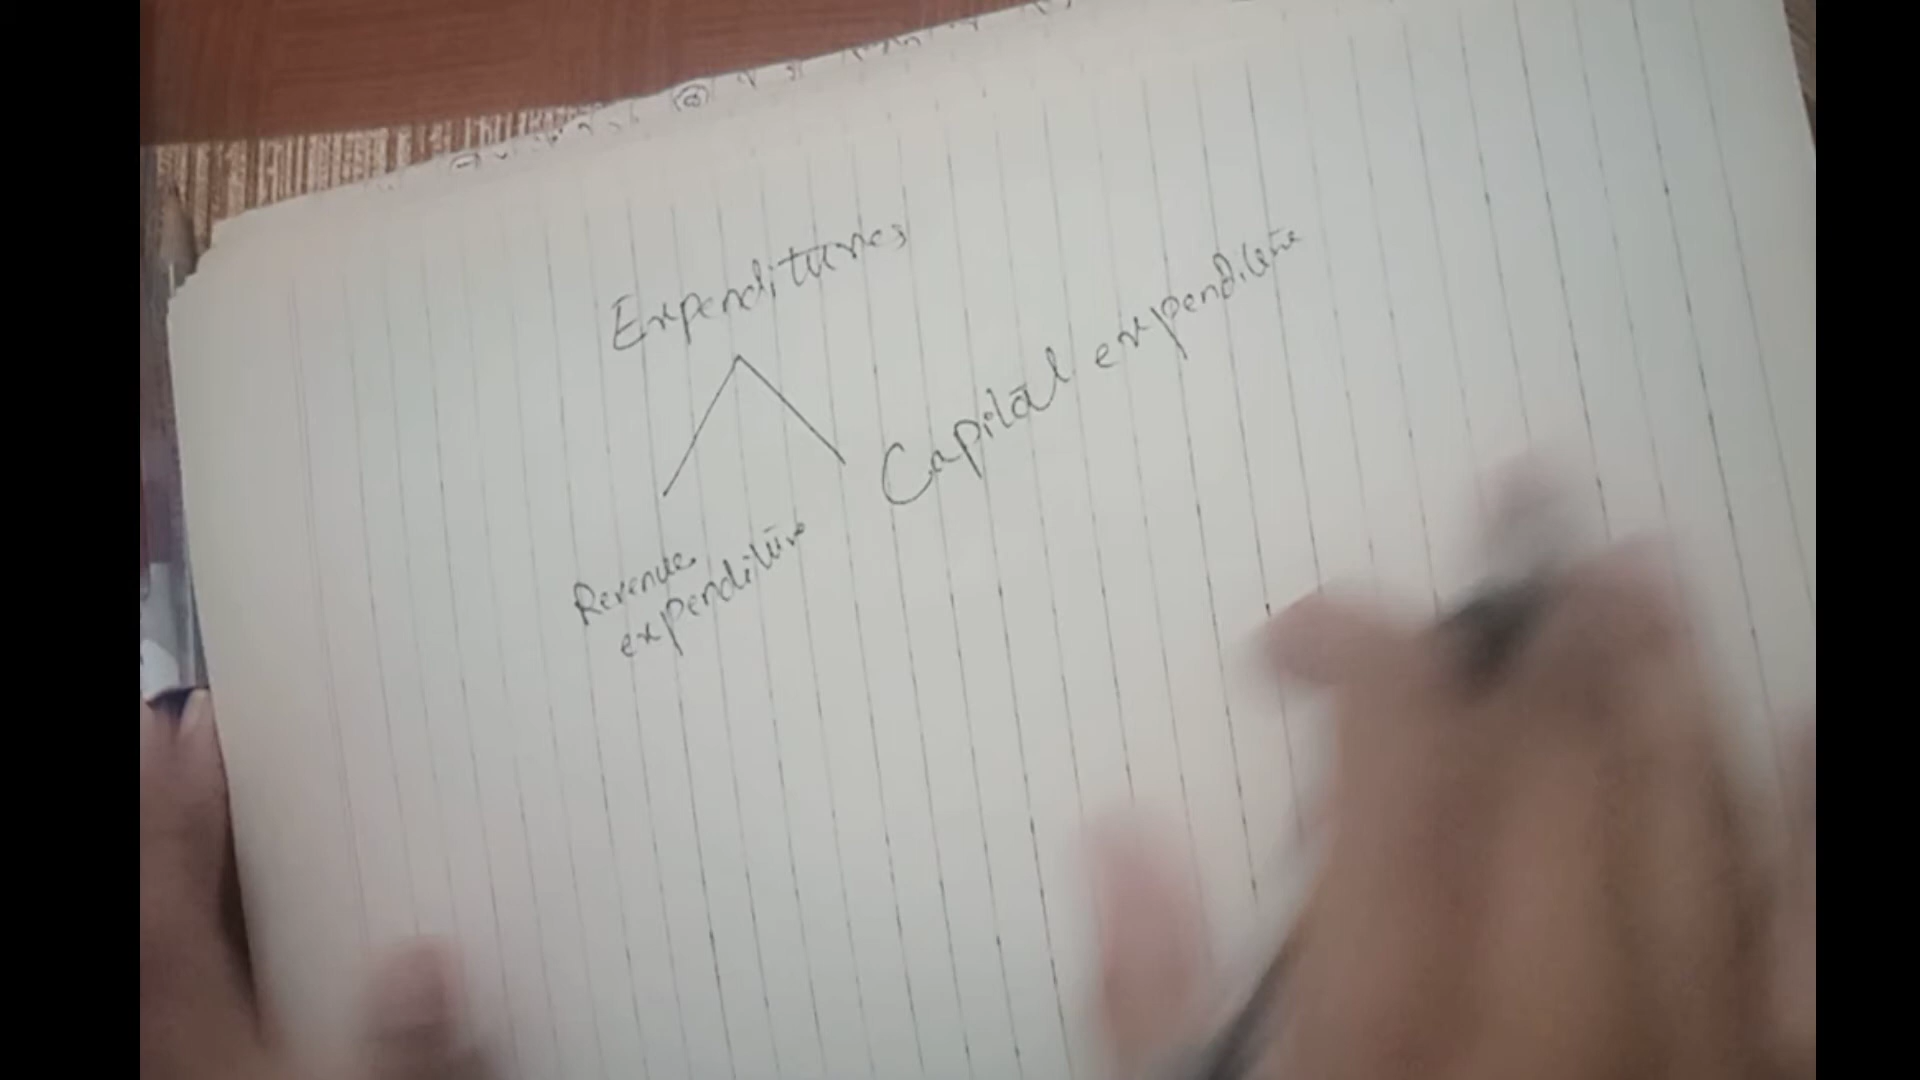 Expenditures
Capital expenditure
Revenue
expenditure